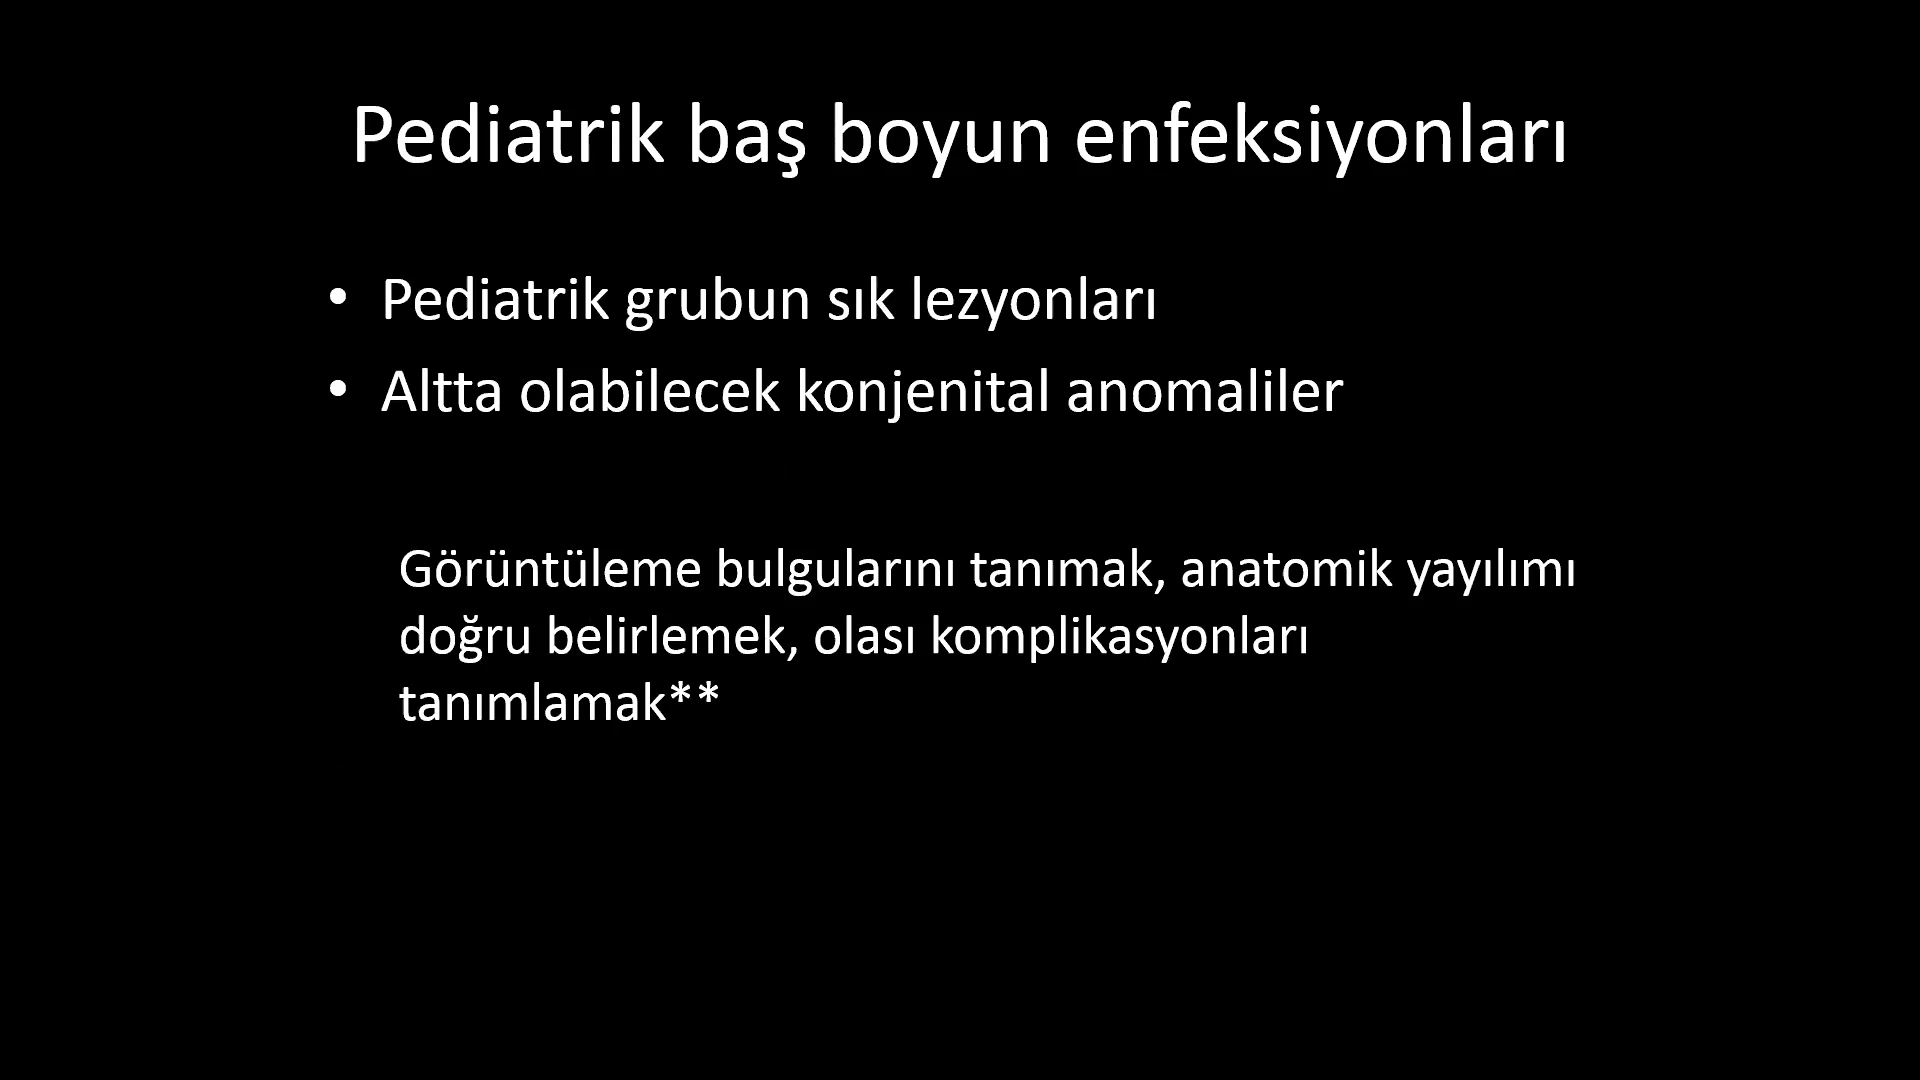 Pediatrik baş boyun enfeksiyonları
• Pediatrik grubun sık lezyonları
• Altta olabilecek konjenital anomaliler
Görüntüleme bulgularını tanımak, anatomik yayılımı
doğru belirlemek, olası komplikasyonları
tanımlamak**